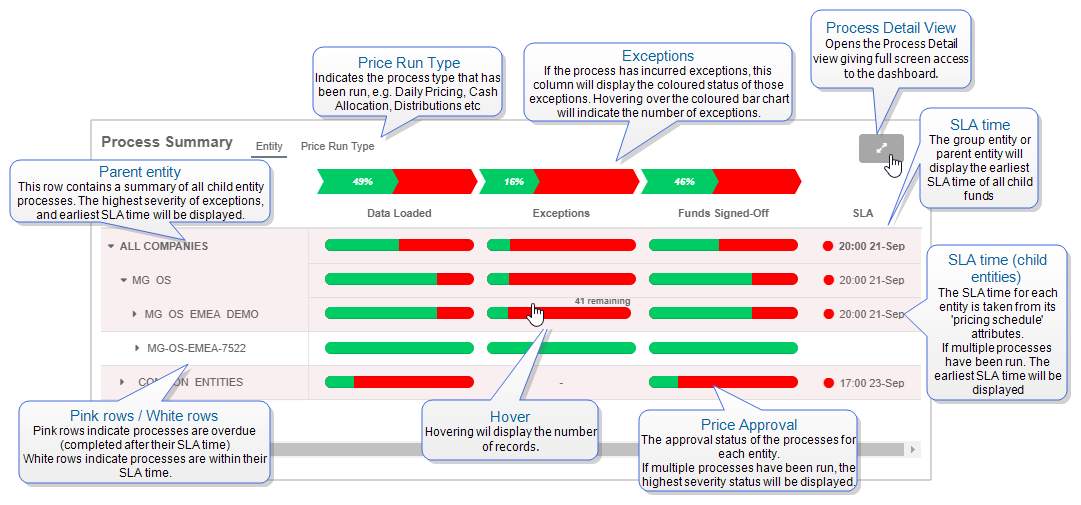 Process Detail View
Opens the Process Detail
view giving full screen access
to the dashboard.
Price Run Type
Indicates the process type that has
been run, e.g. Daily Pricing, Cash
Allocation, Distributions etc
Exceptions
If the process has incurred exceptions, this
column will display the coloured status of those
exceptions. Hovering over the coloured bar chart
will indicate the number of exceptions.
SLA time
The group entity or
parent entity will
display the earliest
SLA time of all child
funds
Process Summary
Entity
Price Run Type
Parent entity
This row contains a summary of all child entity
processes. The highest severity of exceptions,
and earliest SLA time will be displayed.
49%
16%
46%
Data Loaded
Exceptions
Funds Signed-Off
SLA
ALL COMPANIES
20:00 21-Sep
MG OS
20:00 21-Sep
41 remaining
MG OS EMEA DEMO
20:00 21-Sep
MG-OS-EMEA-7522
COMMON ENTITIES
-
17:00 23-Sep
SLA time (child
entities)
The SLA time for each
entity is taken from its
'pricing schedule'
attributes.
If multiple processes
have been run. The
earliest SLA time will be
displayed
Pink rows / White rows
Pink rows indicate processes are overdue
(completed after their SLA time)
White rows indicate processes are within their
SLA time.
Hover
Hovering wil display the number
of records.
Price Approval
The approval status of the processes for
each entity.
If multiple processes have been run, the
highest severity status will be displayed.